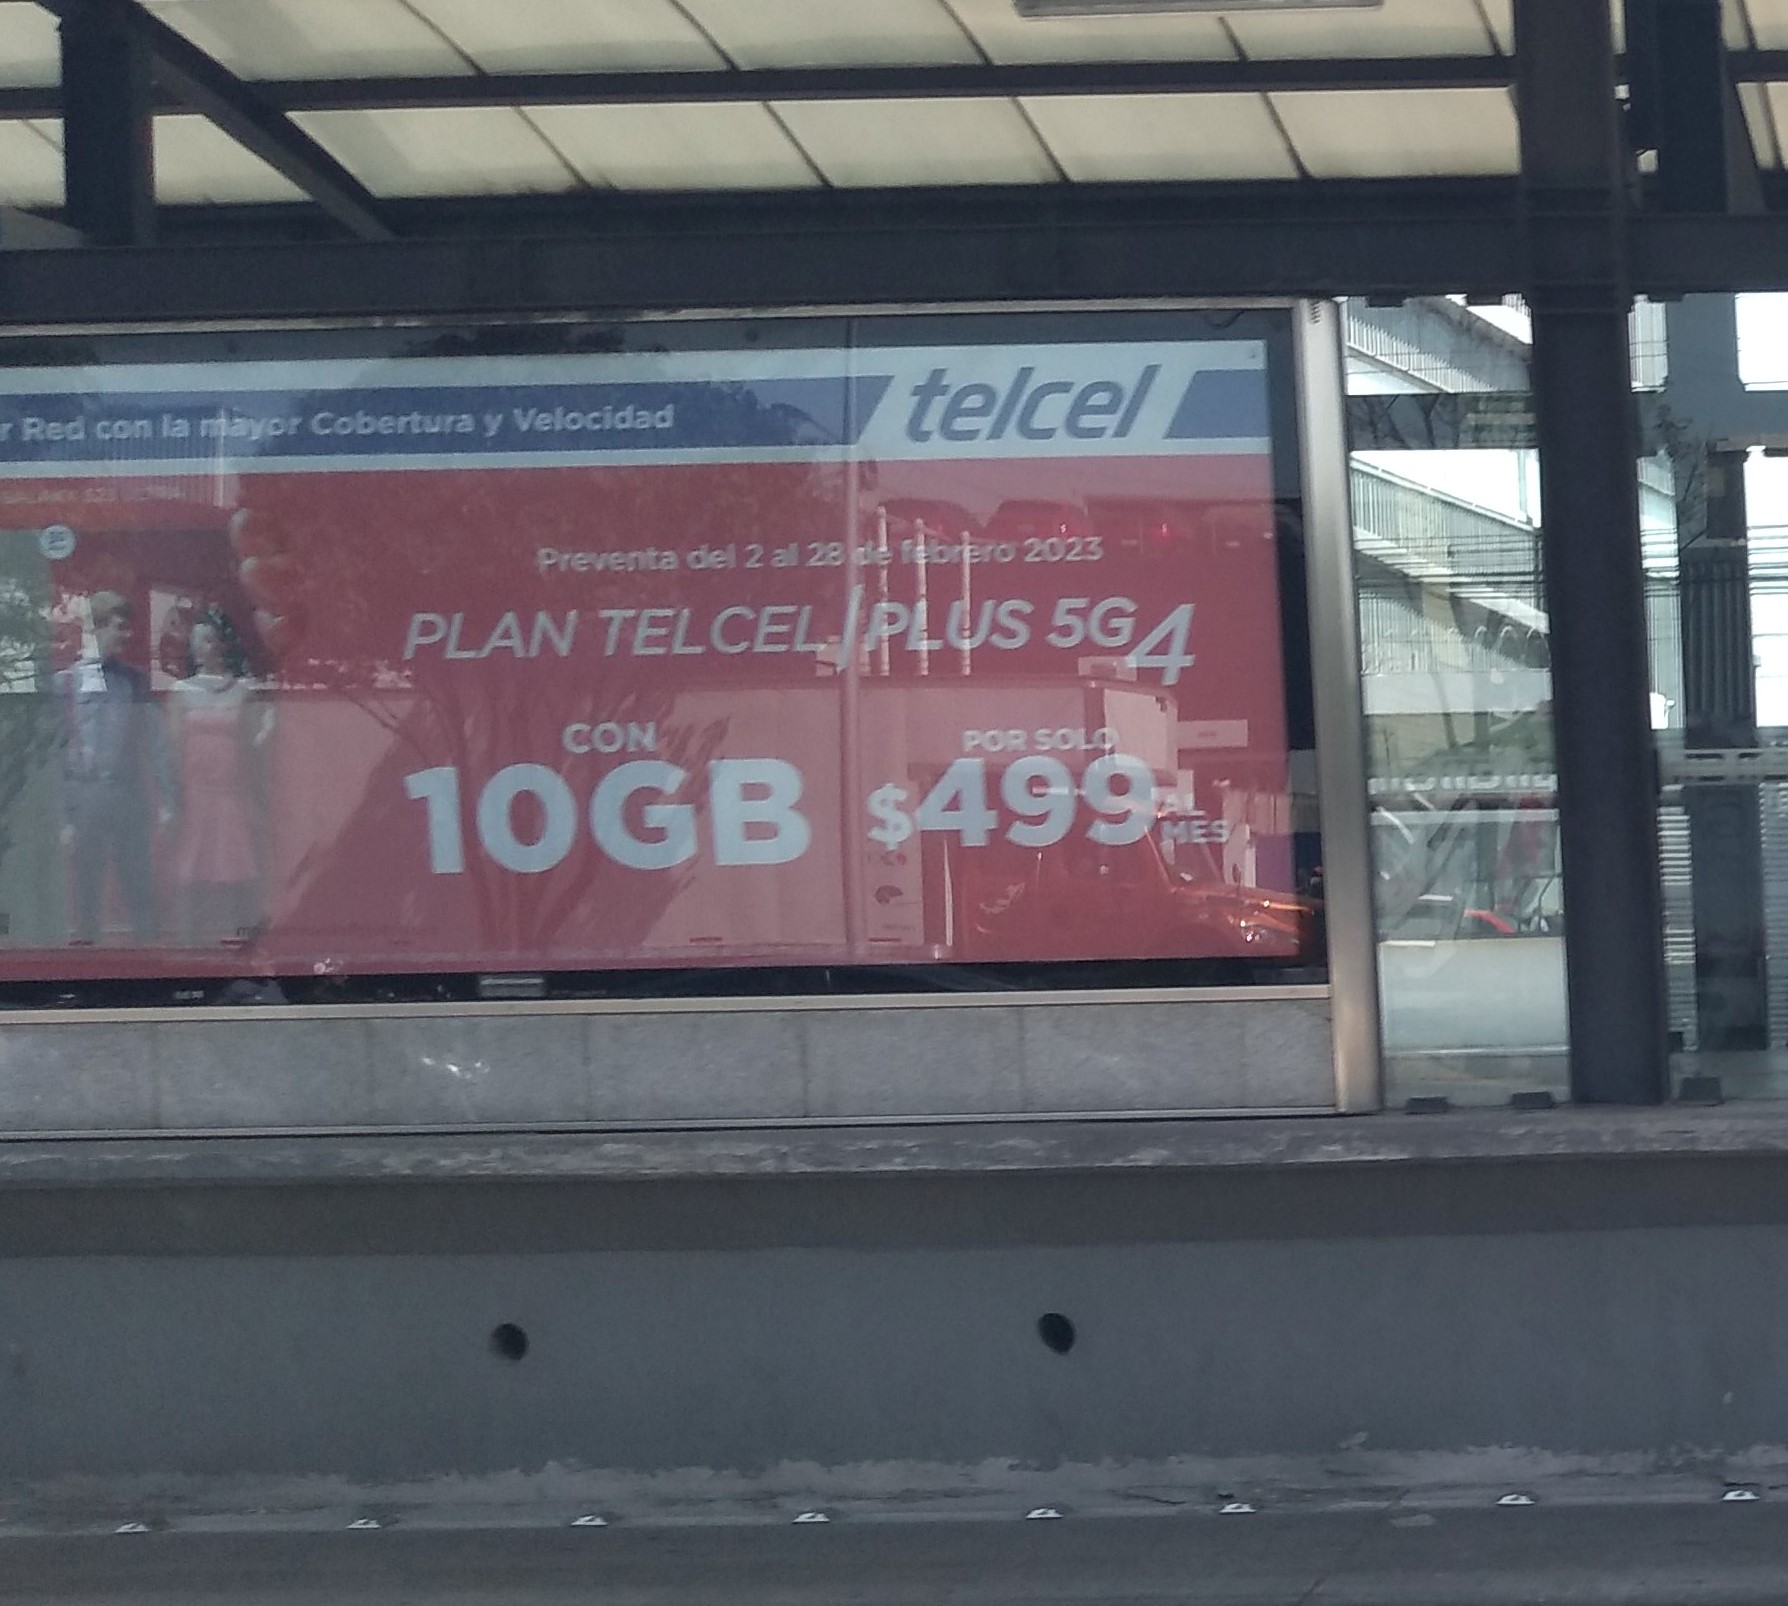 r Red con la mayor Cobertura y Velocidad
telcel
Preventa del 2 al 28 de febrero 2023
PLAN TELCEL/PLUS 5G 4
CON
10GB
POR SOLO
$499 AL MES